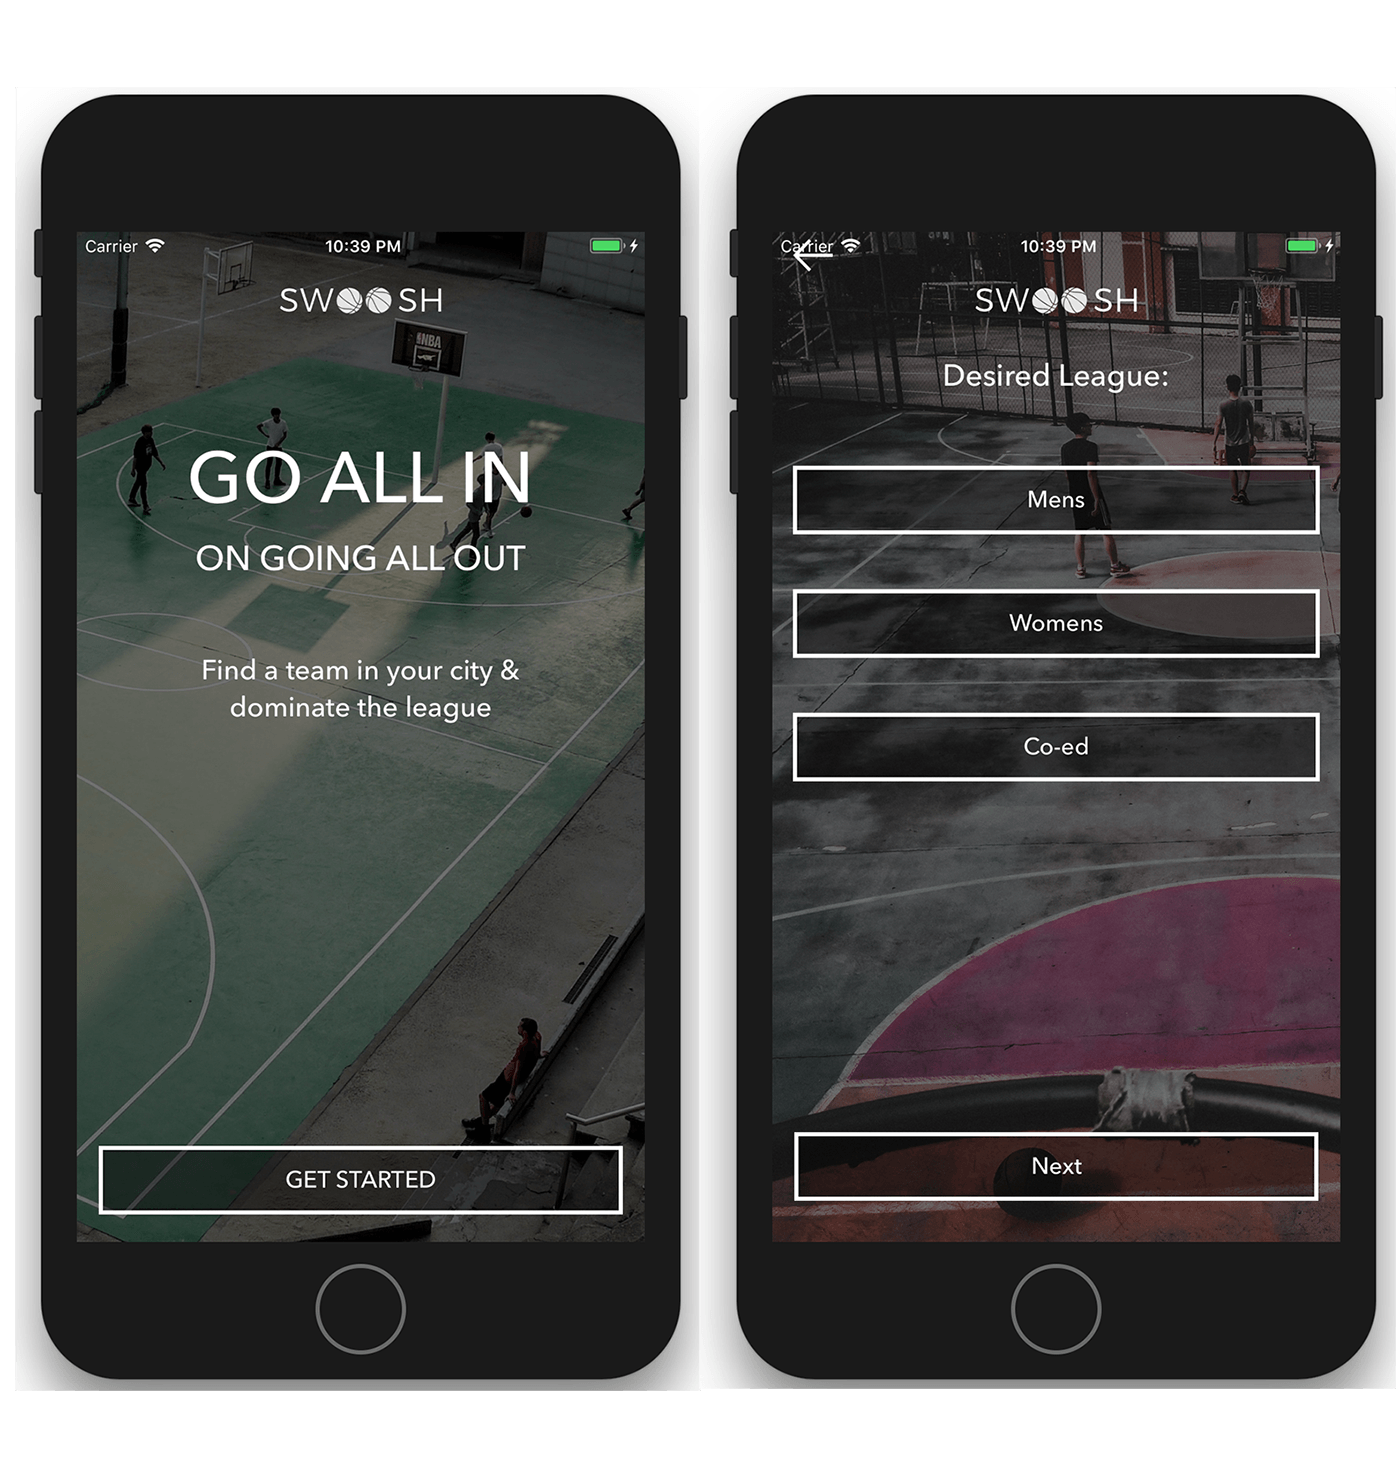 Carrier 10:39 PM
SWOOSH
NBA
GO ALL IN
ON GOING ALL OUT
Find a team in your city &
dominate the league
GET STARTED
Carrier 10:39 PM
SWOOSH
Desired League:
Mens
Womens
Co-ed
Next